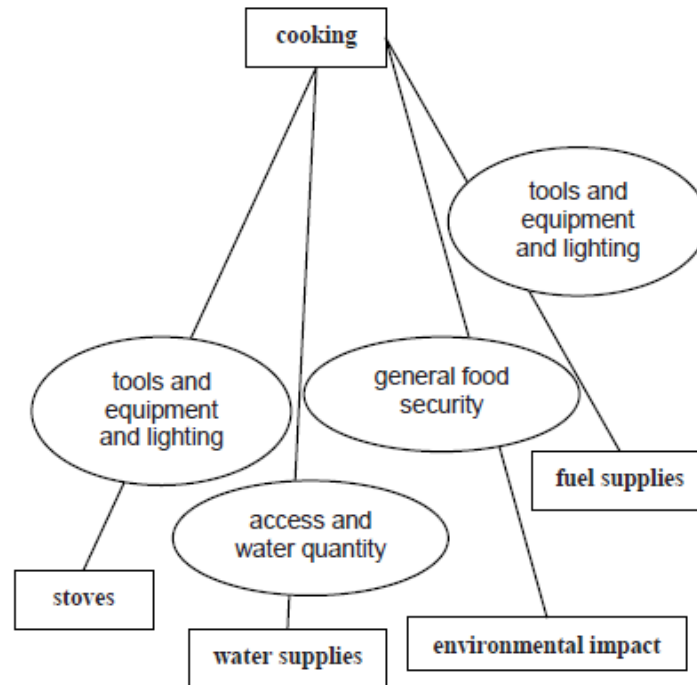 cooking
tools and
equipment
and lighting
tools and
equipment
and lighting
general food
security
fuel supplies
access and
water quantity
stoves
water supplies
environmental impact